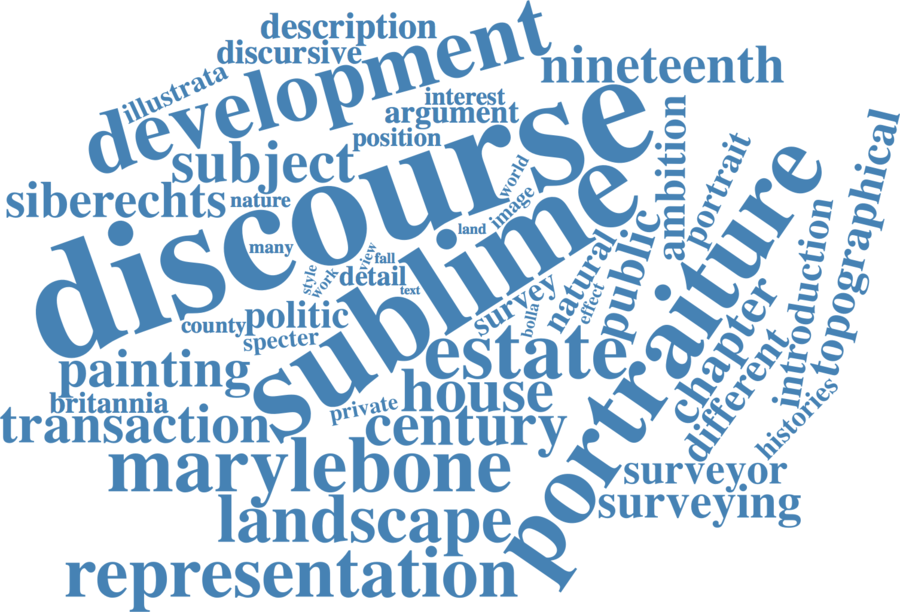 description
discursive
illustrata
development
nineteenth
interest
argument
position
subject
discourse
siberechts
nature
world
image
land
ambition
portrait
topographical
many
view
fall
style
work
detail
text
sublime
public
natural
effect
survey
bolla
portraiture
introduction
county
politic
specter
estate
chapter
different
histories
painting
house
britannia
private
transaction
century
marylebone
surveyor
surveying
landscape
representation